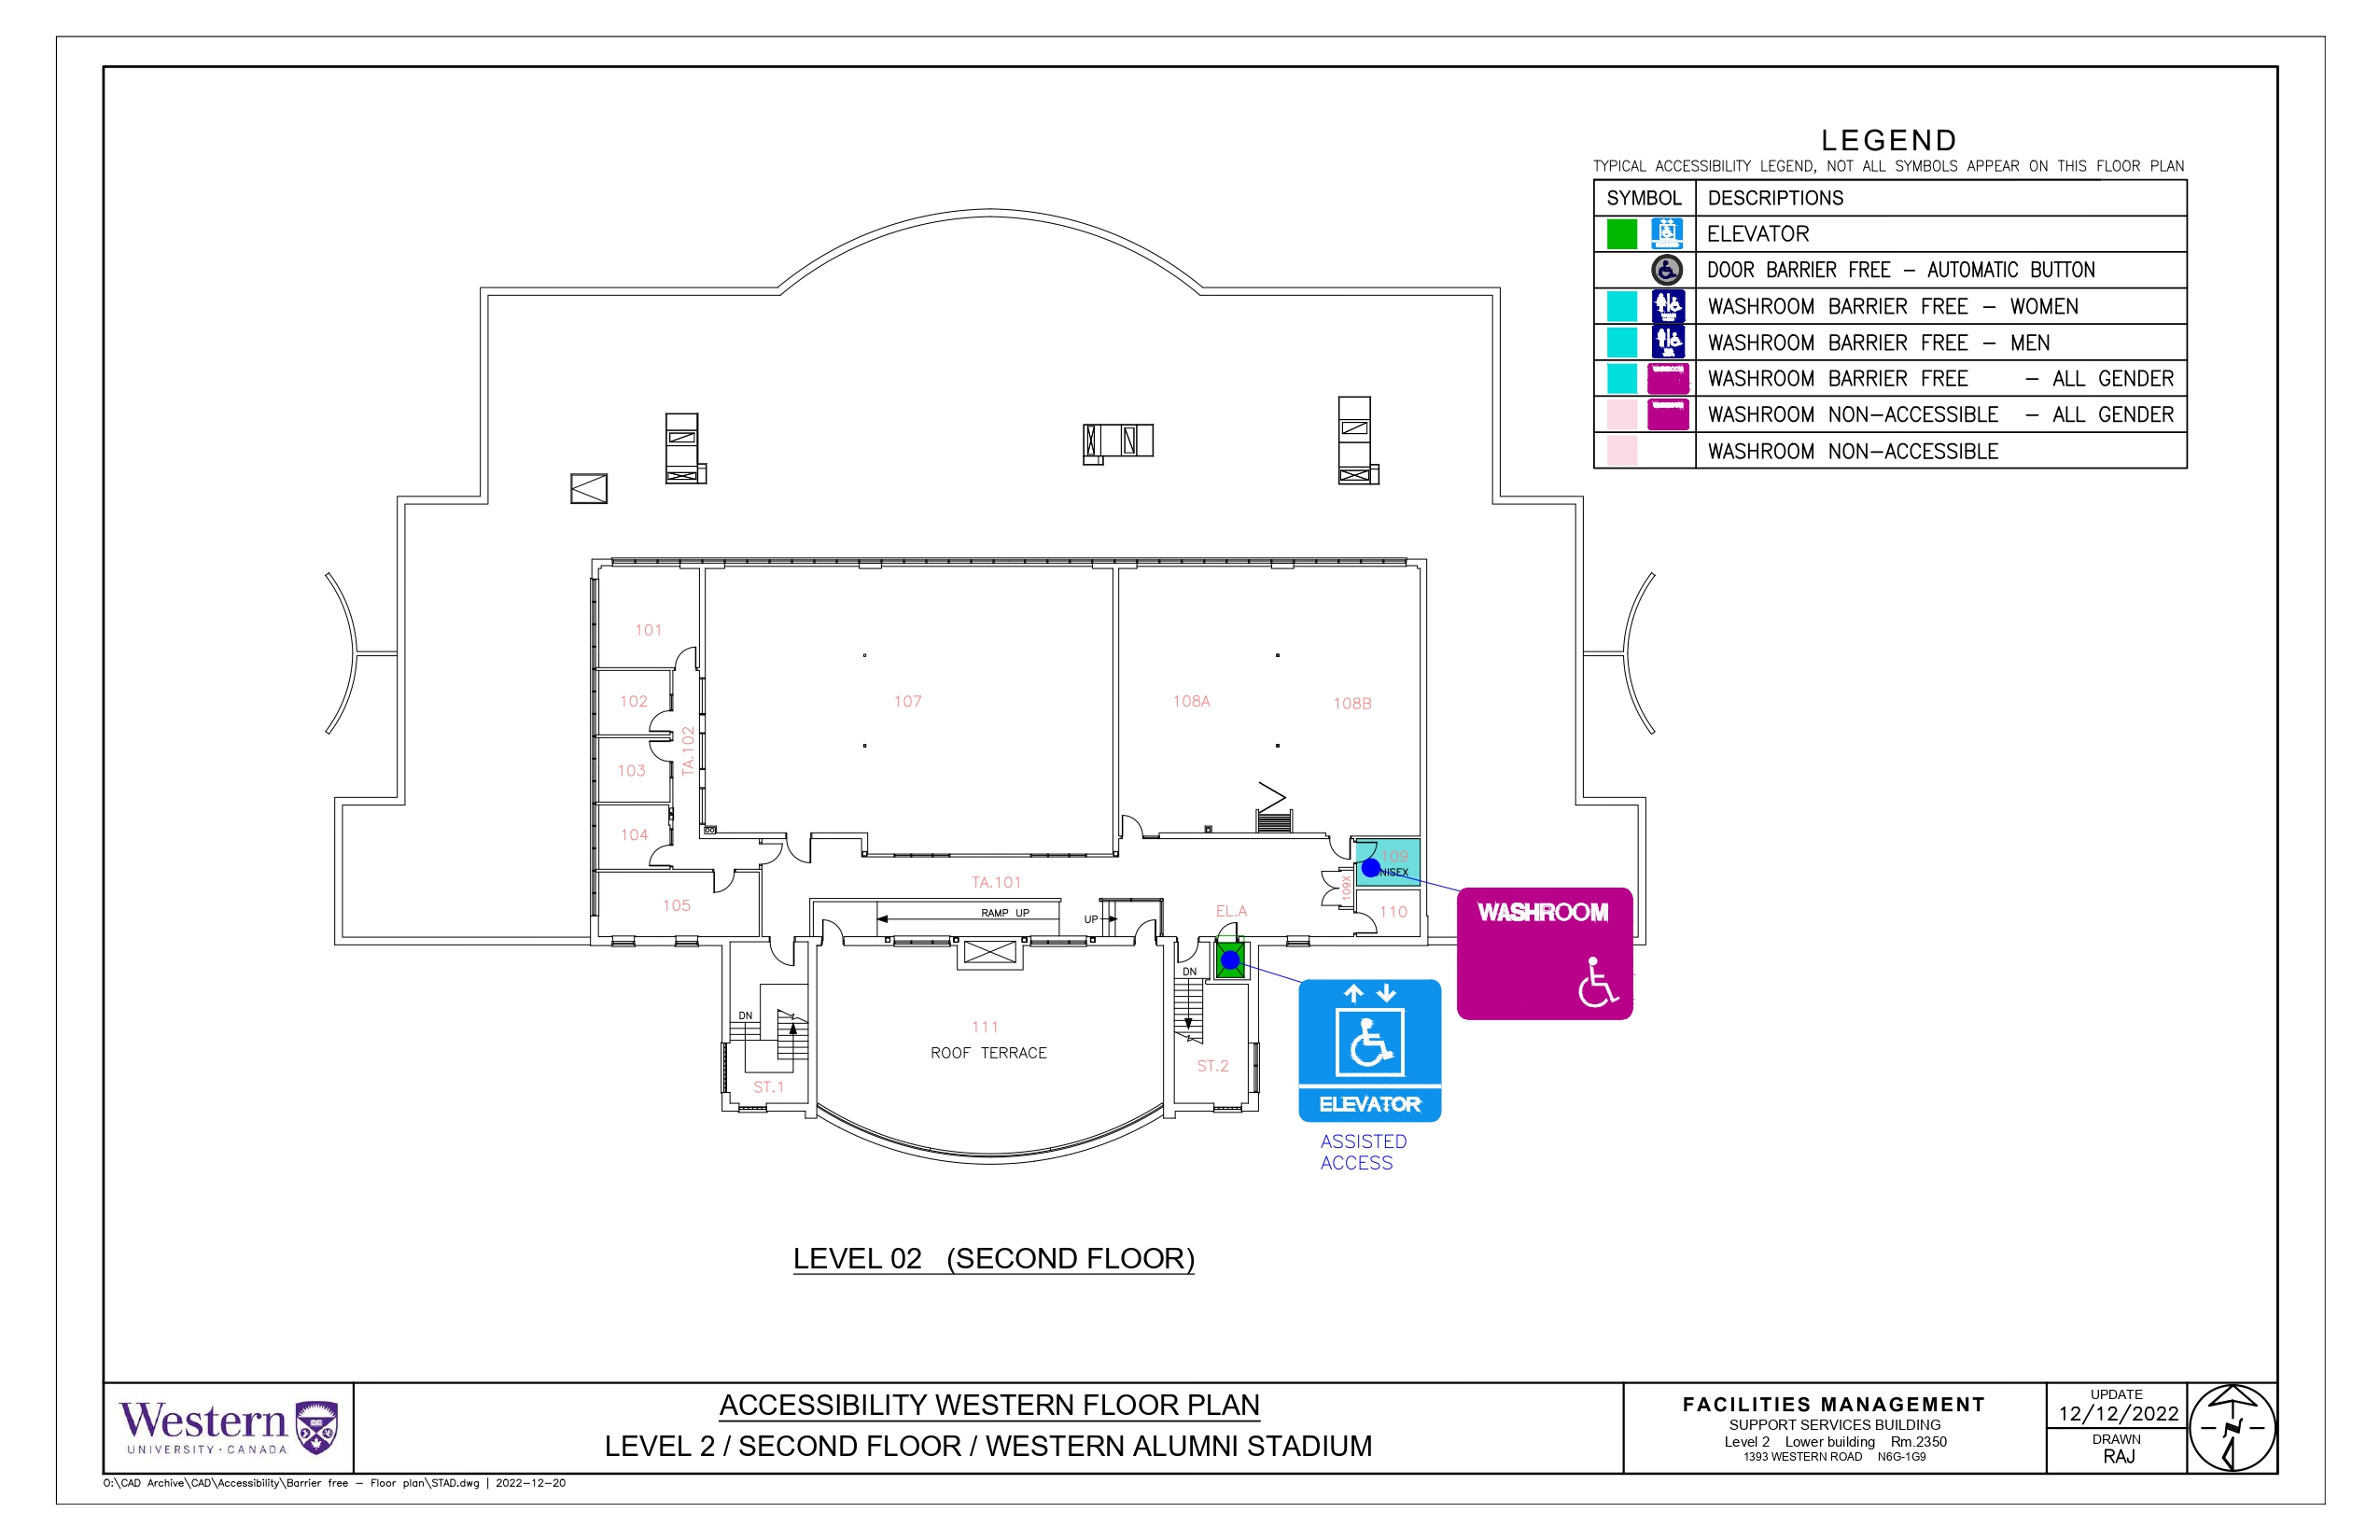 LEGEND
TYPICAL ACCESSIBILITY LEGEND, NOT ALL SYMBOLS APPEAR ON THIS FLOOR PLAN
SYMBOL DESCRIPTIONS
ELEVATOR
DOOR BARRIER FREE - AUTOMATIC BUTTON
WASHROOM BARRIER FREE - WOMEN
WASHROOM BARRIER FREE - MEN
WASHROOM BARRIER FREE - ALL GENDER
WASHROOM NON-ACCESSIBLE - ALL GENDER
WASHROOM NON-ACCESSIBLE
101
102
103
104
105
TA.102
107
108A
108B
109
NISEX
109X
110
TA.101
RAMP UP
UP
EL.A
DN
DN
ST.1
ST.2
111
ROOF TERRACE
WASHROOM
ELEVATOR
ASSISTED
ACCESS
LEVEL 02 (SECOND FLOOR)
Western
UNIVERSITY · CANADA
ACCESSIBILITY WESTERN FLOOR PLAN
LEVEL 2 / SECOND FLOOR / WESTERN ALUMNI STADIUM
FACILITIES MANAGEMENT
SUPPORT SERVICES BUILDING
Level 2 Lower building Rm.2350
1393 WESTERN ROAD N6G-1G9
UPDATE
12/12/2022
DRAWN
RAJ
N
O:\CAD Archive\CAD\Accessibility\Barrier free - Floor plan\STAD.dwg | 2022-12-20